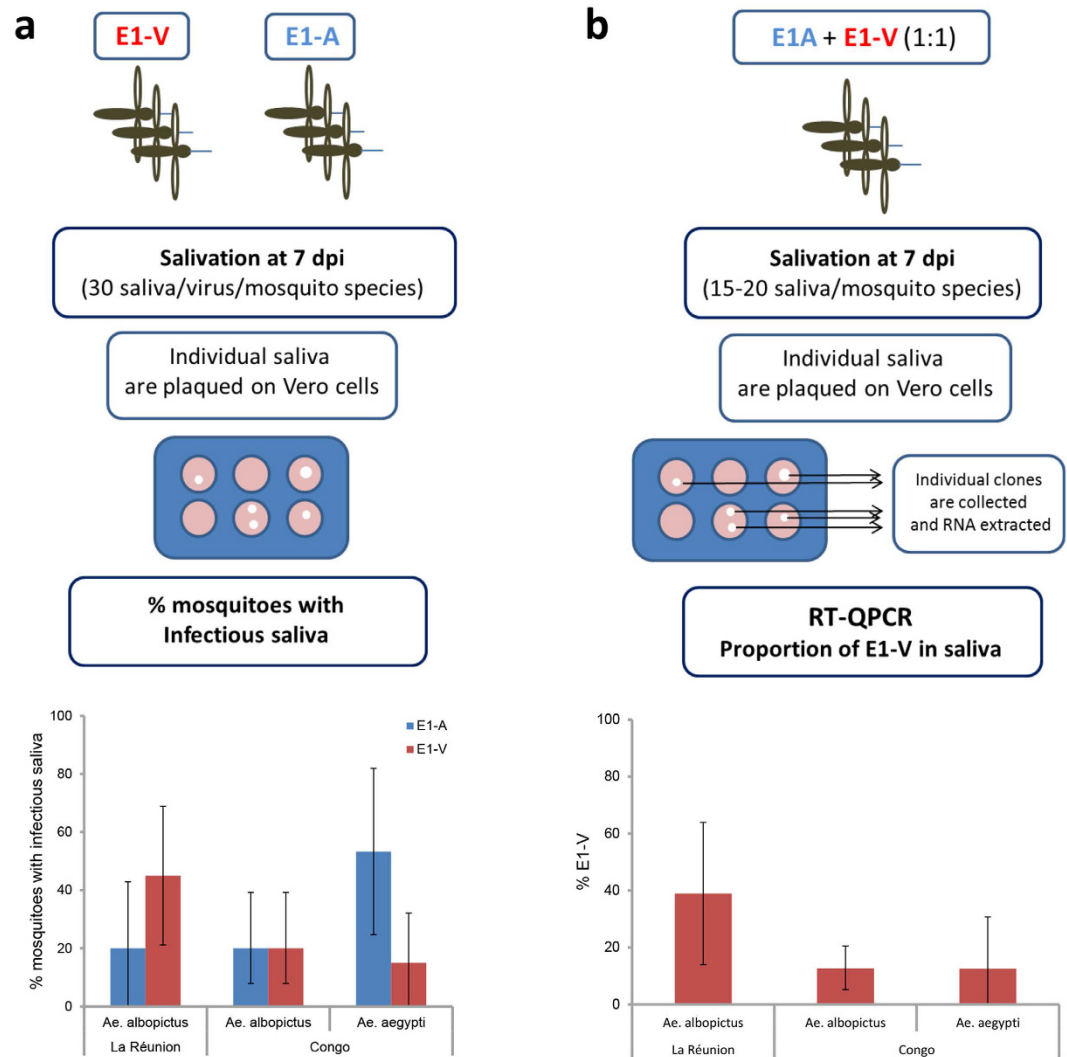 a
E1-V
E1-A
Salivation at 7 dpi
(30 saliva/virus/mosquito species)
Individual saliva
are plaqued on Vero cells
% mosquitoes with
Infectious saliva
% mosquitoes with infectious saliva
100
80
60
40
20
0
E1-A
E1-V
Ae. albopictus
Ae. albopictus
Ae. aegypti
La Réunion
Congo
b
E1A + E1-V (1:1)
Salivation at 7 dpi
(15-20 saliva/mosquito species)
Individual saliva
are plaqued on Vero cells
Individual clones
are collected
and RNA extracted
RT-QPCR
Proportion of E1-V in saliva
% E1-V
100
80
60
40
20
0
Ae. albopictus
Ae. albopictus
Ae. aegypti
La Réunion
Congo